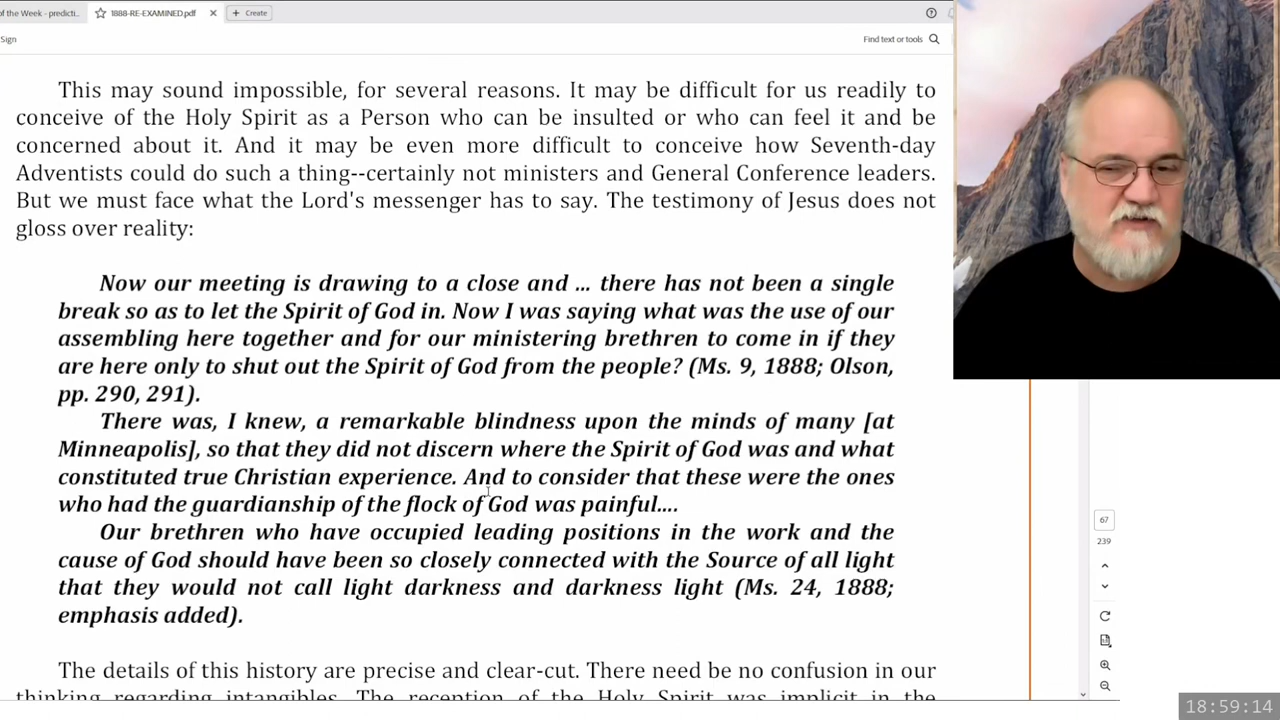 of the Week - predicti...
1888-RE-EXAMINED.pdf
Create
Sign
Find text or tools
This may sound impossible, for several reasons. It may be difficult for us readily to
conceive of the Holy Spirit as a Person who can be insulted or who can feel it and be
concerned about it. And it may be even more difficult to conceive how Seventh-day
Adventists could do such a thing--certainly not ministers and General Conference leaders.
But we must face what the Lord's messenger has to say. The testimony of Jesus does not
gloss over reality:
Now our meeting is drawing to a close and ... there has not been a single
break so as to let the Spirit of God in. Now I was saying what was the use of our
assembling here together and for our ministering brethren to come in if they
are here only to shut out the Spirit of God from the people? (Ms. 9, 1888; Olson,
pp. 290, 291).
There was, I knew, a remarkable blindness upon the minds of many [at
Minneapolis], so that they did not discern where the Spirit of God was and what
constituted true Christian experience. And to consider that these were the ones
who had the guardianship of the flock of God was painful....
Our brethren who have occupied leading positions in the work and the
cause of God should have been so closely connected with the Source of all light
that they would not call light darkness and darkness light (Ms. 24, 1888;
emphasis added).
The details of this history are precise and clear-cut. There need be no confusion in our
thinking regarding intangibles. The reception of the Holy Spirit was implicit in the
67
239
18:59:14